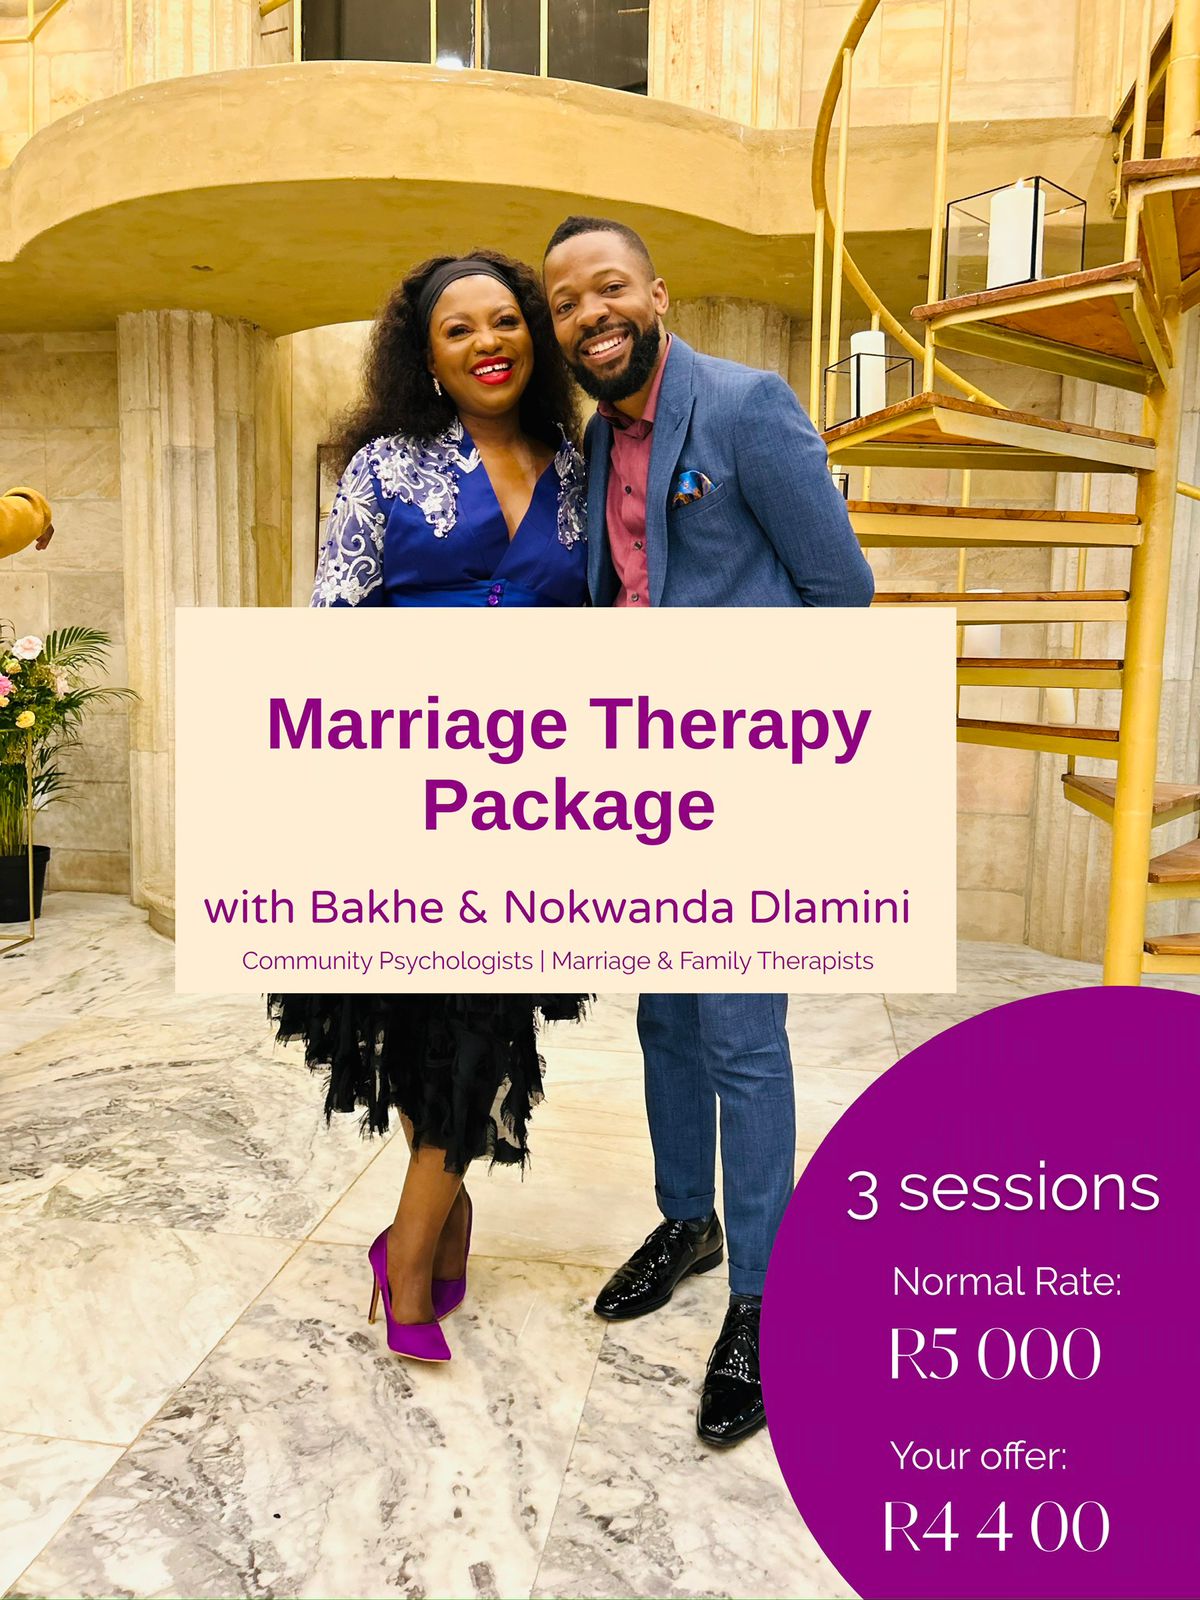 Marriage Therapy
Package
with Bakhe & Nokwanda Dlamini
Community Psychologists | Marriage & Family Therapists
3 sessions
Normal Rate:
R5 000
Your offer:
R4 4 00